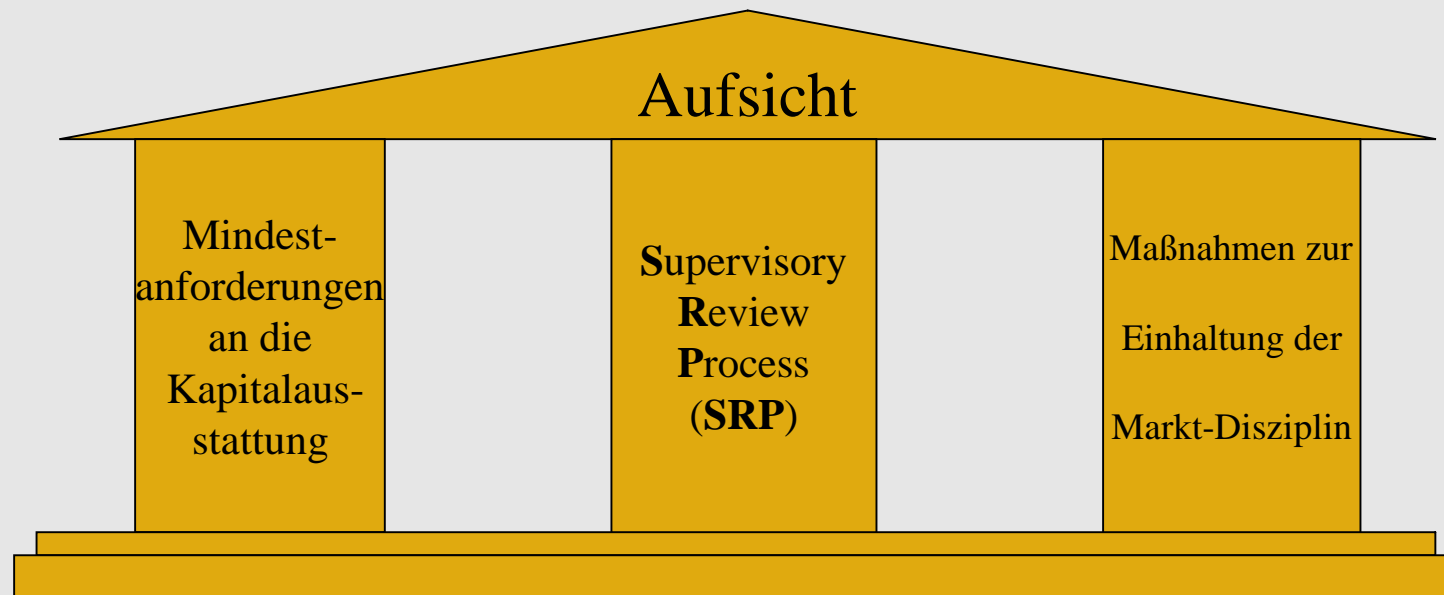 Aufsicht
Mindest-
anforderungen
an die
Kapitalaus-
stattung
Supervisory
Review
Process
(SRP)
Maßnahmen zur
Einhaltung der
Markt-Disziplin